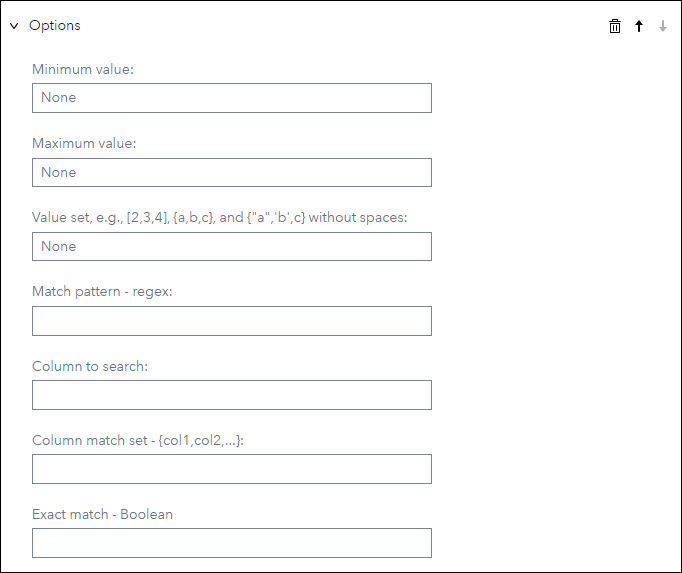 Options
Minimum value:
None
Maximum value:
None
Value set, e.g., [2,3,4], {a,b,c}, and {"a",'b',c} without spaces:
None
Match pattern - regex:
Column to search:
Column match set - {col1,col2,...}:
Exact match - Boolean